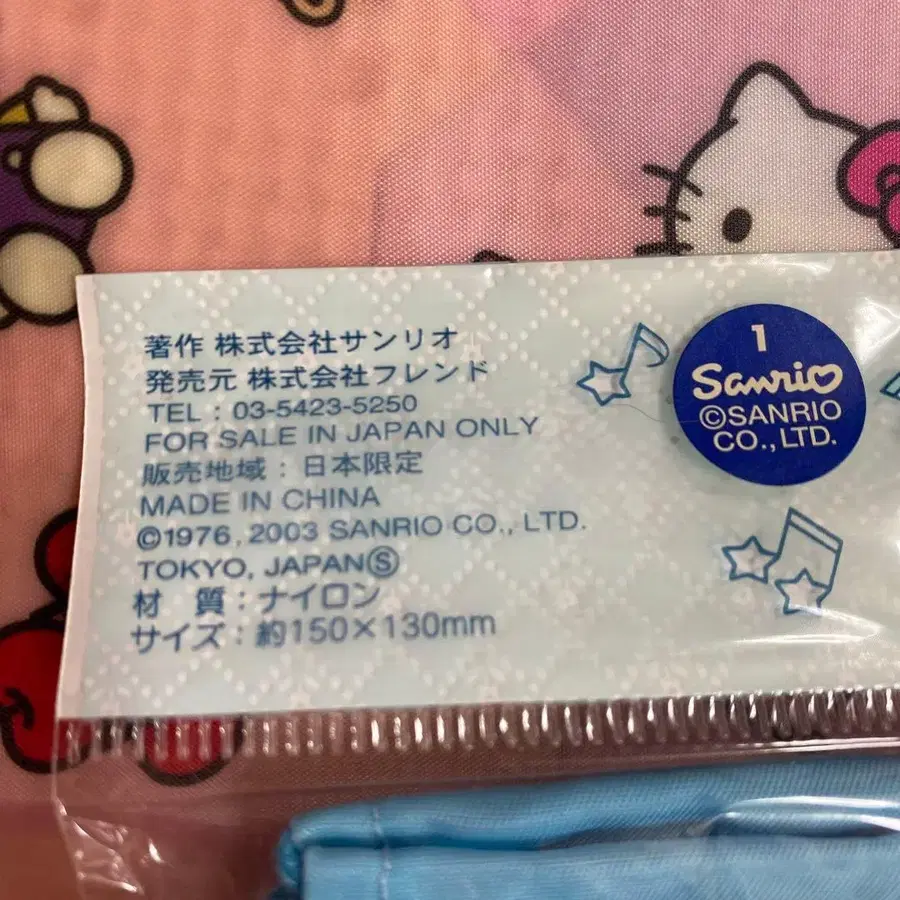 著作 株式会社サンリオ
発売元 株式会社フレンド
TEL : 03-5423-5250
FOR SALE IN JAPAN ONLY
販売地域 : 日本限定
MADE IN CHINA
©1976, 2003 SANRIO CO., LTD.
TOKYO, JAPAN Ⓢ
材 質 : ナイロン
サイズ : 約150×130mm
1
Sanrio
©SANRIO
CO., LTD.